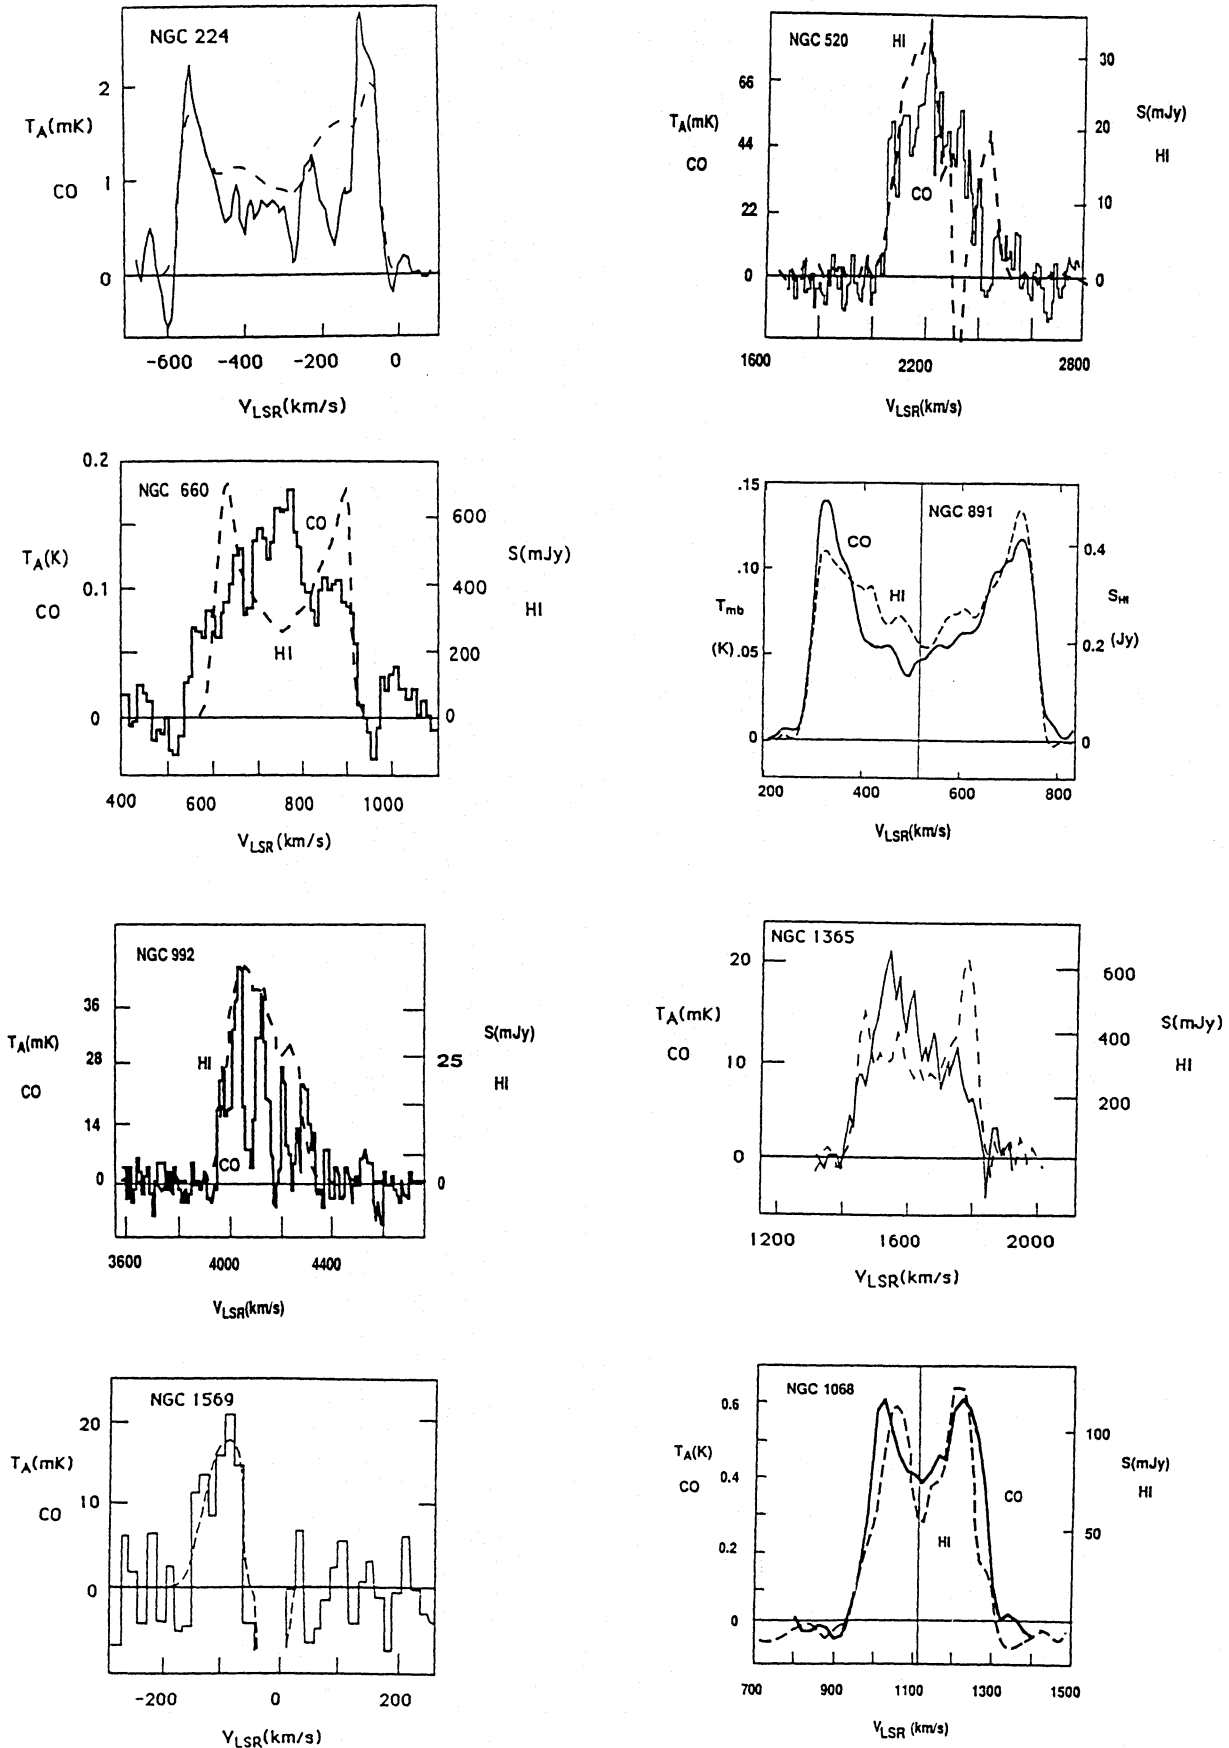 NGC 224
2
T_A(mK)
CO
1
0
-600 -400 -200 0
V_LSR(km/s)
NGC 520
HI
CO
66
44
22
0
T_A(mK)
CO
30
20
10
0
S(mJy)
HI
1600 2200 2800
V_LSR(km/s)
0.2
NGC 660
CO
HI
T_A(K)
CO
0.1
0
600
400
200
0
S(mJy)
HI
400 600 800 1000
V_LSR(km/s)
.15
NGC 891
CO
HI
.10
T_mb
(K)
.05
0
0.4
S_HI
0.2 (Jy)
0
200 400 600 800
V_LSR(km/s)
NGC 992
HI
CO
36
T_A(mK)
28
CO
14
0
S(mJy)
25
HI
0
3600 4000 4400
V_LSR(km/s)
NGC 1365
20
T_A(mK)
CO
10
0
600
400
200
S(mJy)
HI
1200 1600 2000
V_LSR(km/s)
NGC 1569
20
T_A(mK)
10
CO
0
-200 0 200
V_LSR(km/s)
NGC 1068
0.6
T_A(K)
0.4
CO
0.2
0
CO
HI
100
S(mJy)
HI
50
700 900 1100 1300 1500
V_LSR (km/s)